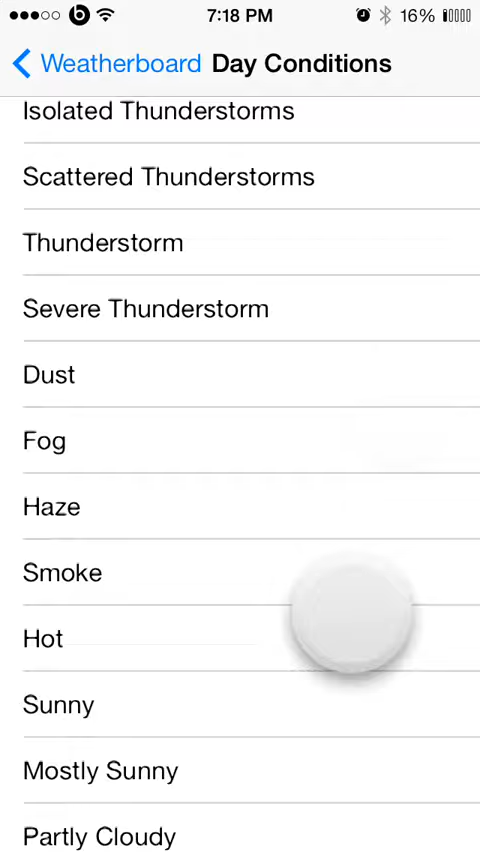 7:18 PM 16%
Weatherboard Day Conditions
Isolated Thunderstorms
Scattered Thunderstorms
Thunderstorm
Severe Thunderstorm
Dust
Fog
Haze
Smoke
Hot
Sunny
Mostly Sunny
Partly Cloudy